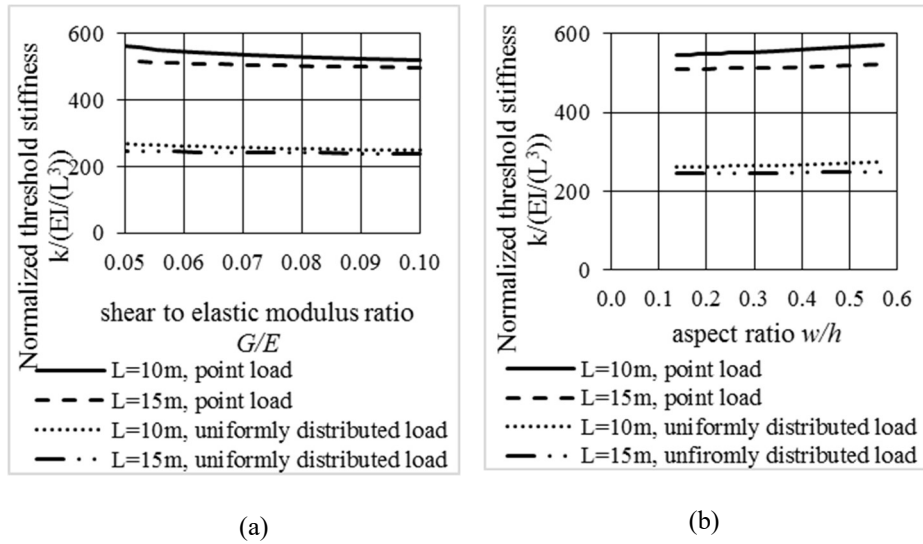 Normalized threshold stiffness
k/(EI/(L³))
600
400
200
0
0.05 0.06 0.07 0.08 0.09 0.10
shear to elastic modulus ratio
G/E
L=10m, point load
L=15m, point load
L=10m, uniformly distributed load
L=15m, uniformly distributed load
(a)
Normalized threshold stiffness
k/(EI/(L³))
600
400
200
0
0.0 0.1 0.2 0.3 0.4 0.5 0.6
aspect ratio w/h
L=10m, point load
L=15m, point load
L=10m, uniformly distributed load
L=15m, unfiromly distributed load
(b)